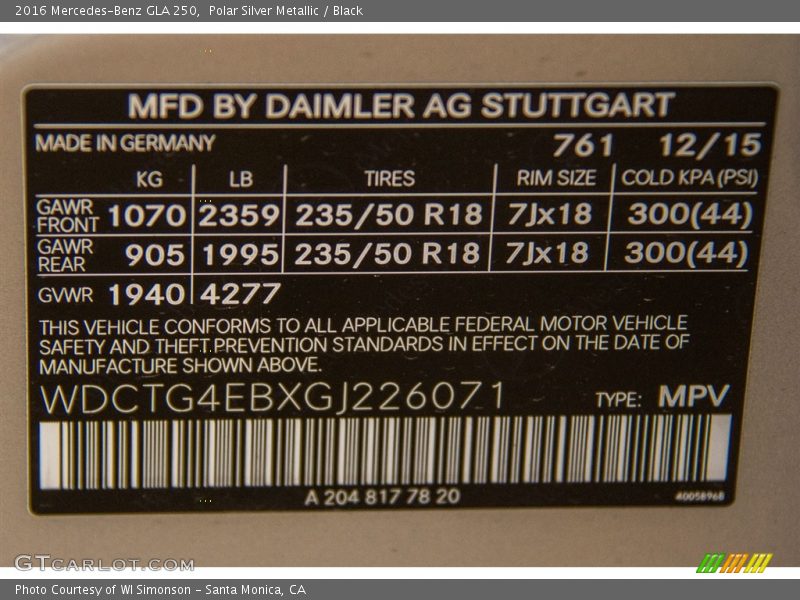 2016 Mercedes-Benz GLA 250, Polar Silver Metallic / Black
MFD BY DAIMLER AG STUTTGART
MADE IN GERMANY 761 12/15
KG LB TIRES RIM SIZE COLD KPA (PSI)
GAWR FRONT 1070 2359 235/50 R18 7Jx18 300(44)
GAWR REAR 905 1995 235/50 R18 7Jx18 300(44)
GVWR 1940 4277
THIS VEHICLE CONFORMS TO ALL APPLICABLE FEDERAL MOTOR VEHICLE
SAFETY AND THEFT PREVENTION STANDARDS IN EFFECT ON THE DATE OF
MANUFACTURE SHOWN ABOVE.
WDCTG4EBXGJ226071 TYPE: MPV
A 204 817 78 20 40058968
GTCARLOT.COM
Photo Courtesy of WI Simonson - Santa Monica, CA